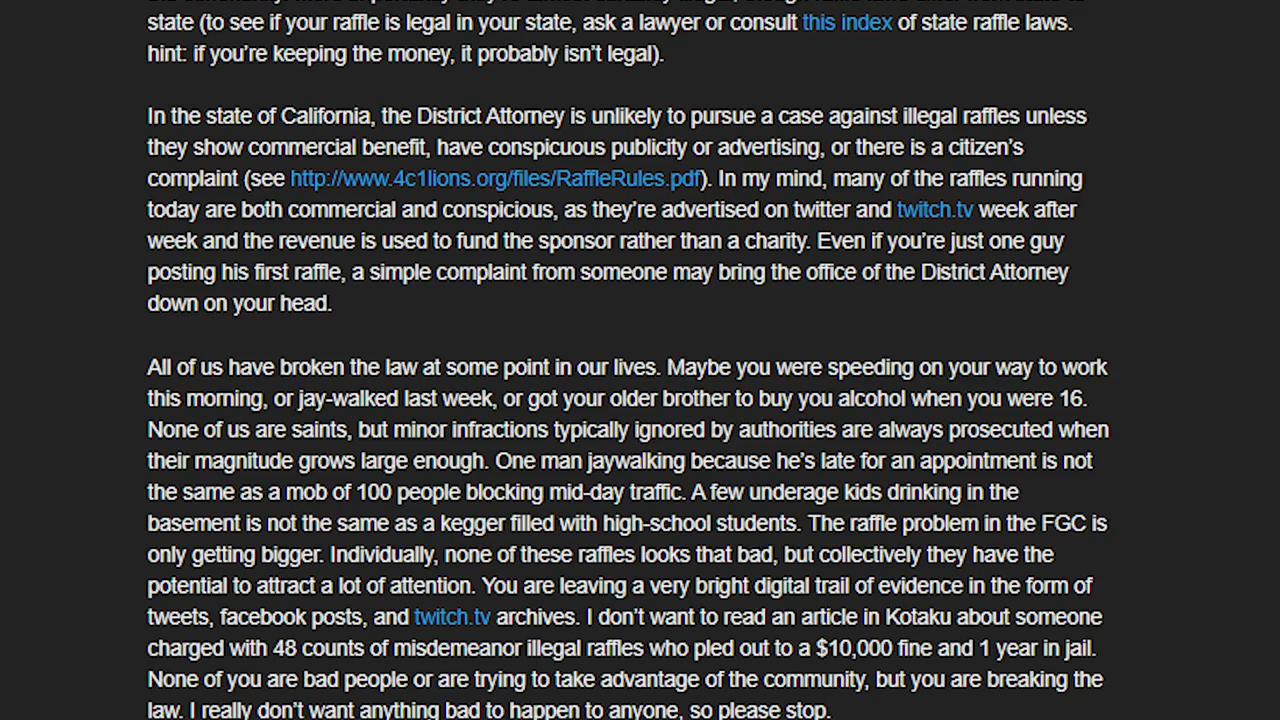 state (to see if your raffle is legal in your state, ask a lawyer or consult this index of state raffle laws.
hint: if you’re keeping the money, it probably isn’t legal).
In the state of California, the District Attorney is unlikely to pursue a case against illegal raffles unless
they show commercial benefit, have conspicuous publicity or advertising, or there is a citizen’s
complaint (see http://www.4c1lions.org/files/RaffleRules.pdf). In my mind, many of the raffles running
today are both commercial and conspicious, as they’re advertised on twitter and twitch.tv week after
week and the revenue is used to fund the sponsor rather than a charity. Even if you’re just one guy
posting his first raffle, a simple complaint from someone may bring the office of the District Attorney
down on your head.
All of us have broken the law at some point in our lives. Maybe you were speeding on your way to work
this morning, or jay-walked last week, or got your older brother to buy you alcohol when you were 16.
None of us are saints, but minor infractions typically ignored by authorities are always prosecuted when
their magnitude grows large enough. One man jaywalking because he’s late for an appointment is not
the same as a mob of 100 people blocking mid-day traffic. A few underage kids drinking in the
basement is not the same as a kegger filled with high-school students. The raffle problem in the FGC is
only getting bigger. Individually, none of these raffles looks that bad, but collectively they have the
potential to attract a lot of attention. You are leaving a very bright digital trail of evidence in the form of
tweets, facebook posts, and twitch.tv archives. I don’t want to read an article in Kotaku about someone
charged with 48 counts of misdemeanor illegal raffles who pled out to a $10,000 fine and 1 year in jail.
None of you are bad people or are trying to take advantage of the community, but you are breaking the
law. I really don’t want anything bad to happen to anyone, so please stop.